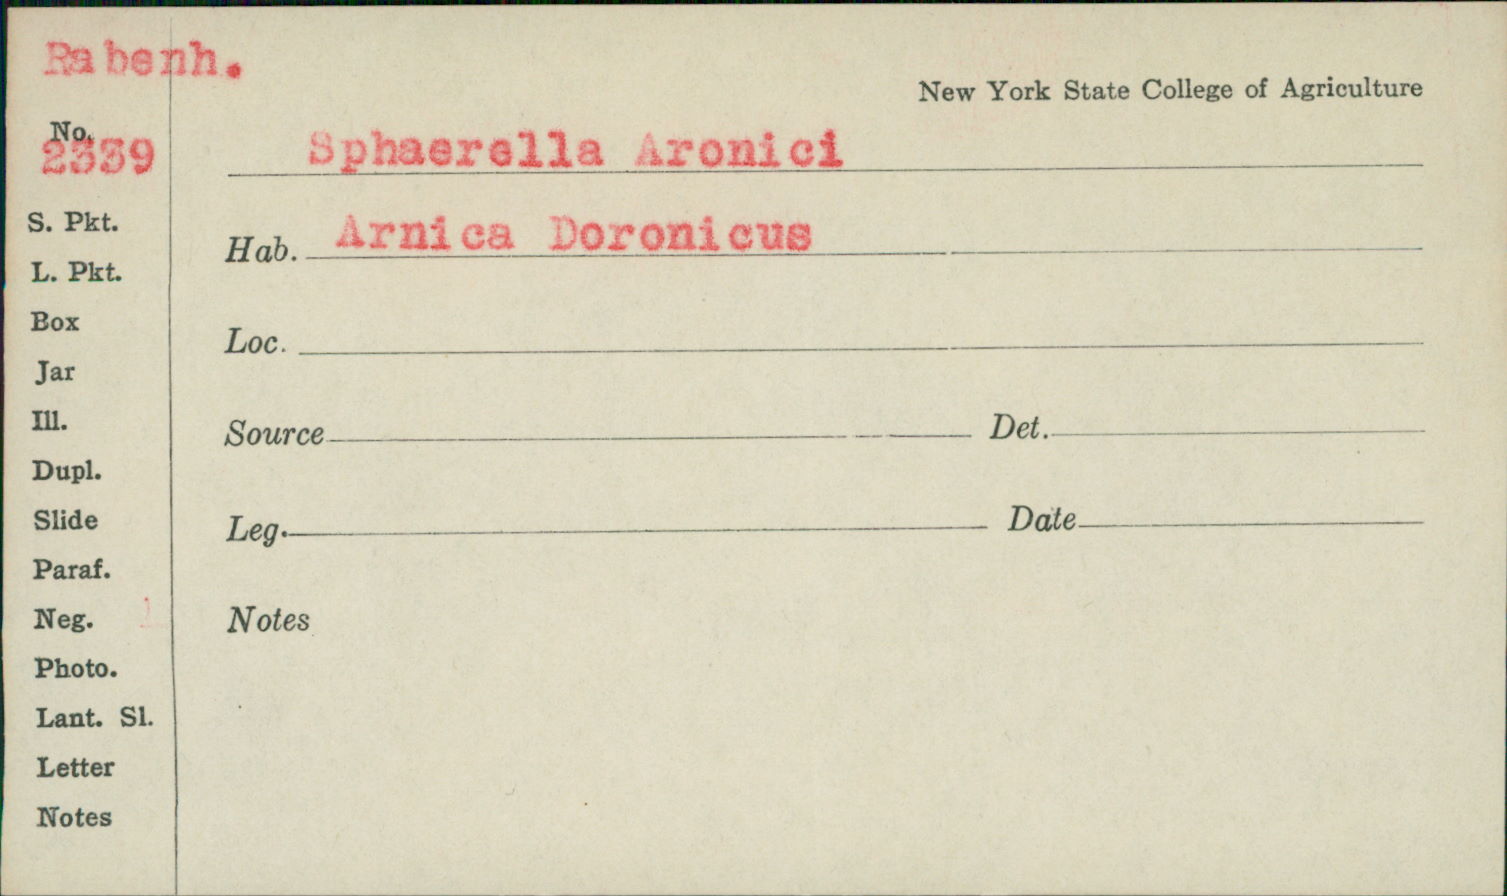 Rabenh.
New York State College of Agriculture
No.
2339
Sphaerella Aronici
S. Pkt.
Hab. Arnica Doronicus
L. Pkt.
Box
Loc.
Jar
Ill.
Source Det.
Dupl.
Slide
Leg. Date
Paraf.
Neg.
Notes
Photo.
Lant. Sl.
Letter
Notes